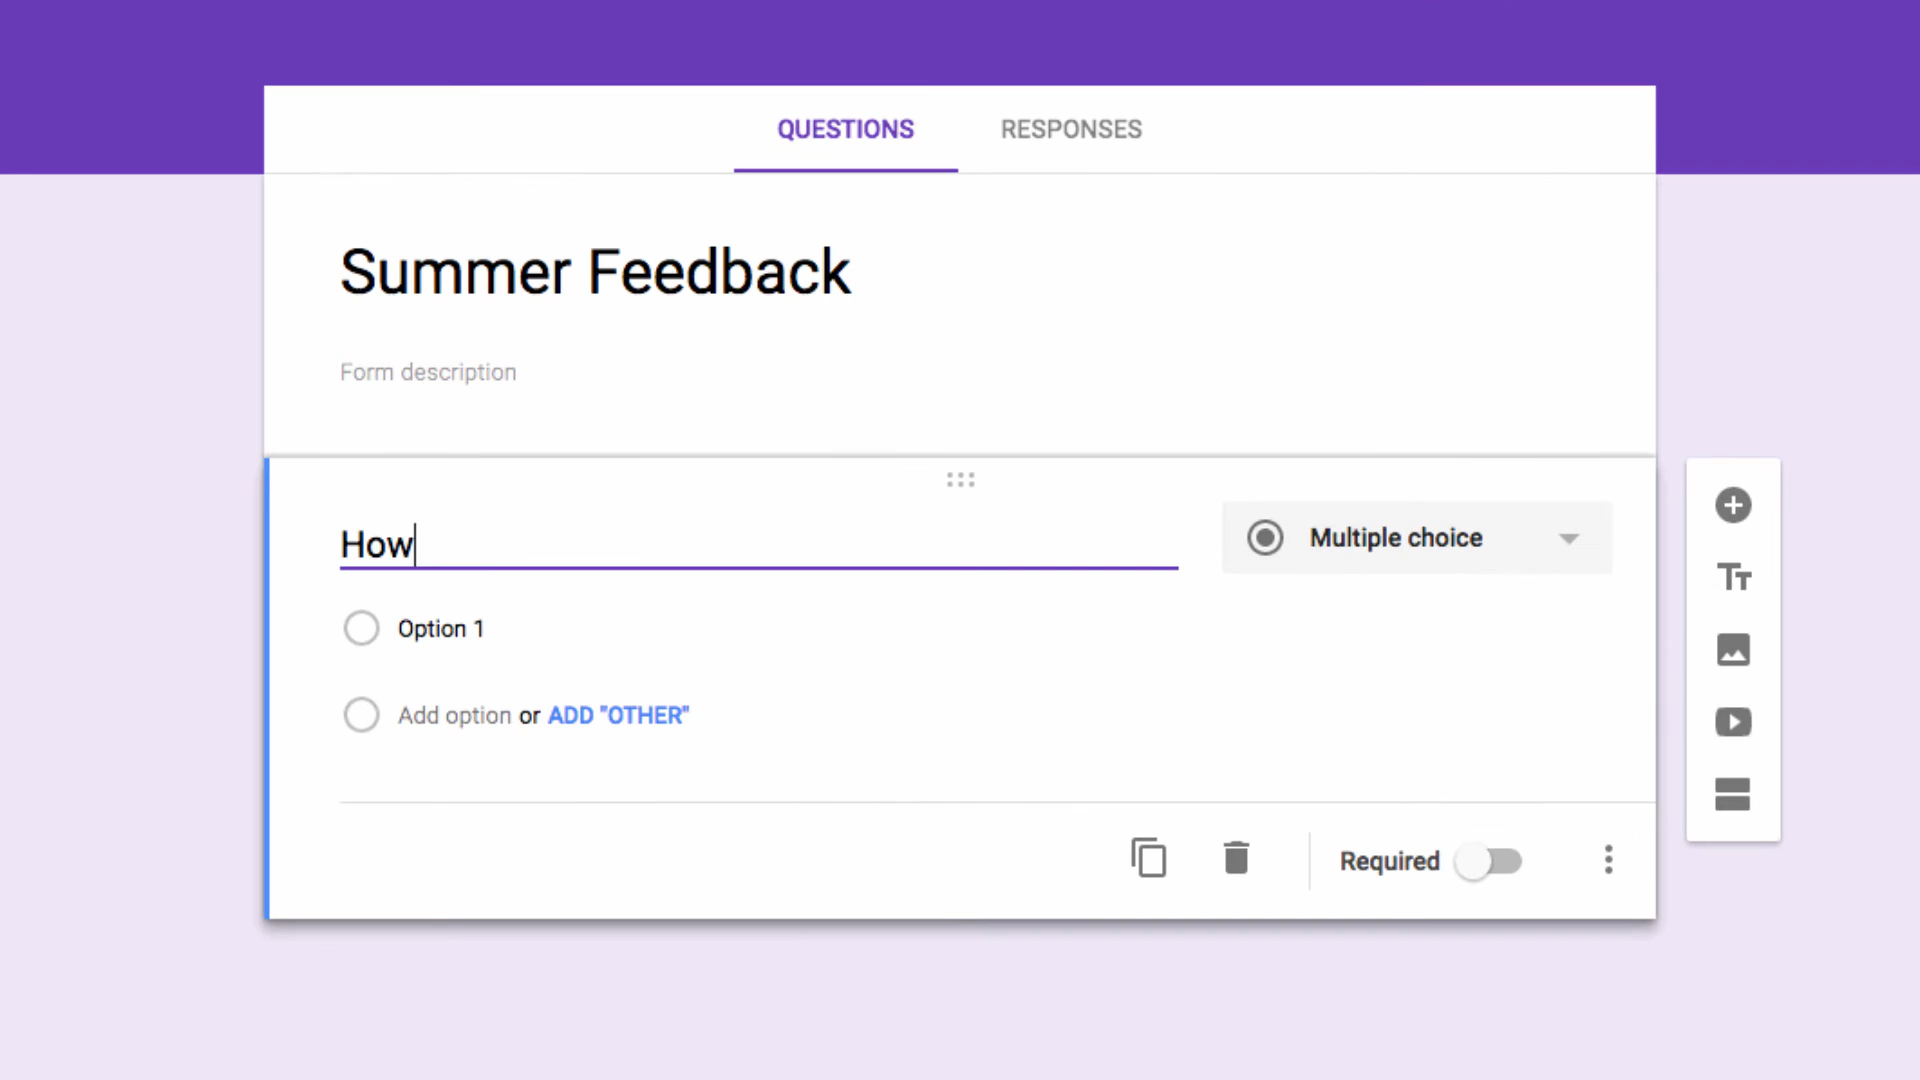 QUESTIONS RESPONSES
Summer Feedback
Form description
How
Multiple choice
Option 1
Add option or ADD "OTHER"
Required